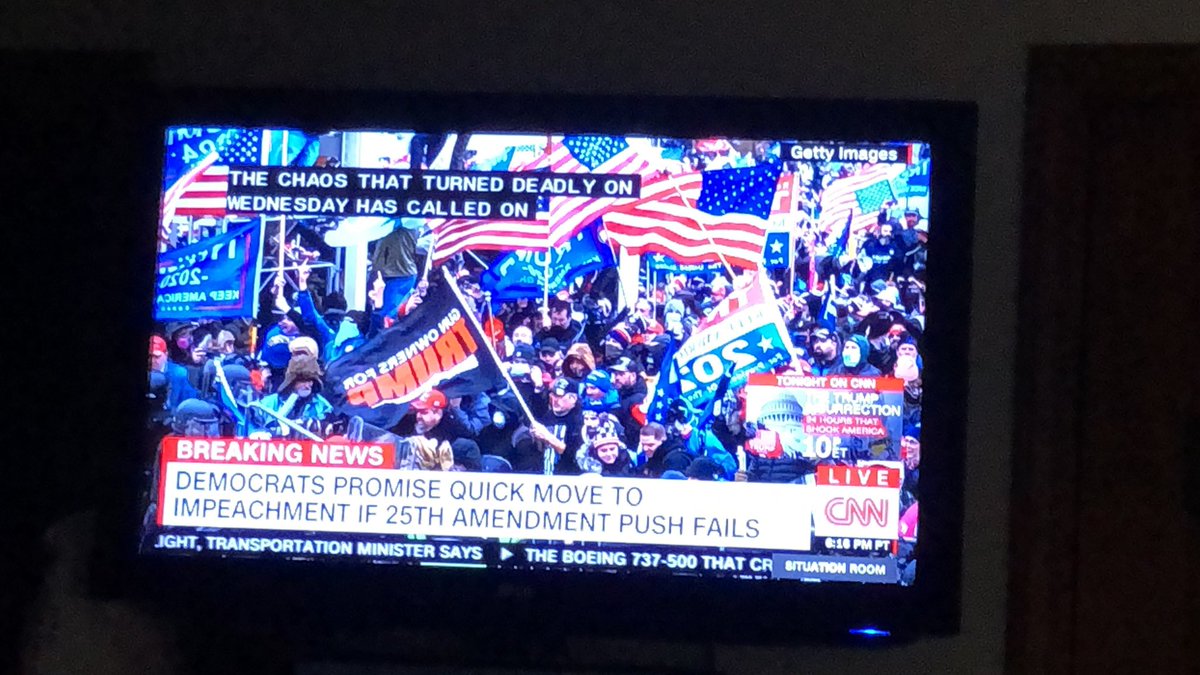 Getty Images
THE CHAOS THAT TURNED DEADLY ON
WEDNESDAY HAS CALLED ON
2020
KEEP AMERICA
GUN OWNERS FOR
TRUMP
202
TONIGHT ON CNN
TRUMP
INSURRECTION
24 HOURS THAT
SHOOK AMERICA
10ET
BREAKING NEWS
LIVE
DEMOCRATS PROMISE QUICK MOVE TO
IMPEACHMENT IF 25TH AMENDMENT PUSH FAILS
CNN
6:16 PM PT
IGHT, TRANSPORTATION MINISTER SAYS ▶ THE BOEING 737-500 THAT CR
SITUATION ROOM